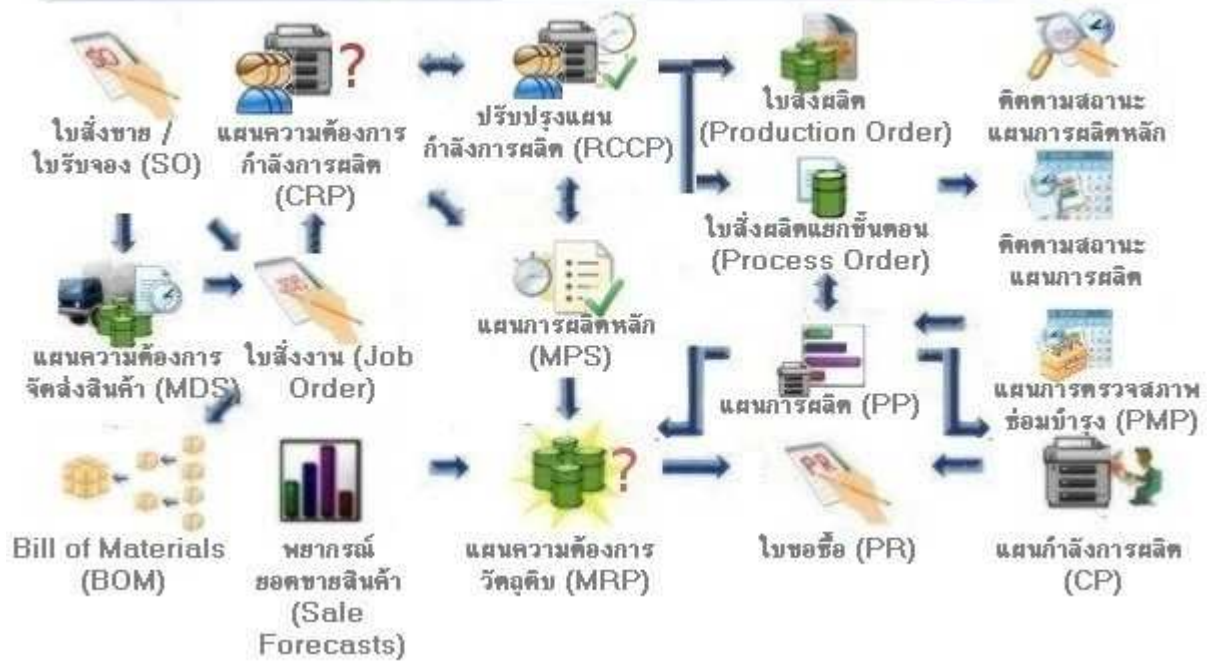 SO
ใบสั่งขาย /
ใบรับจอง (SO)
?
แผนความต้องการ
กำลังการผลิต
(CRP)
ปรับปรุงแผน
กำลังการผลิต (RCCP)
ใบสั่งผลิต
(Production Order)
ติดตามสถานะ
แผนการผลิตหลัก
แผนความต้องการ
จัดส่งสินค้า (MDS)
ใบสั่งงาน (Job
Order)
แผนการผลิตหลัก
(MPS)
ใบสั่งผลิตแยกขั้นตอน
(Process Order)
ติดตามสถานะ
แผนการผลิต
แผนการผลิต (PP)
แผนการตรวจสภาพ
ซ่อมบำรุง (PMP)
Bill of Materials
(BOM)
พยากรณ์
ยอดขายสินค้า
(Sale
Forecasts)
?
แผนความต้องการ
วัตถุดิบ (MRP)
PR
ใบขอซื้อ (PR)
แผนกำลังการผลิต
(CP)